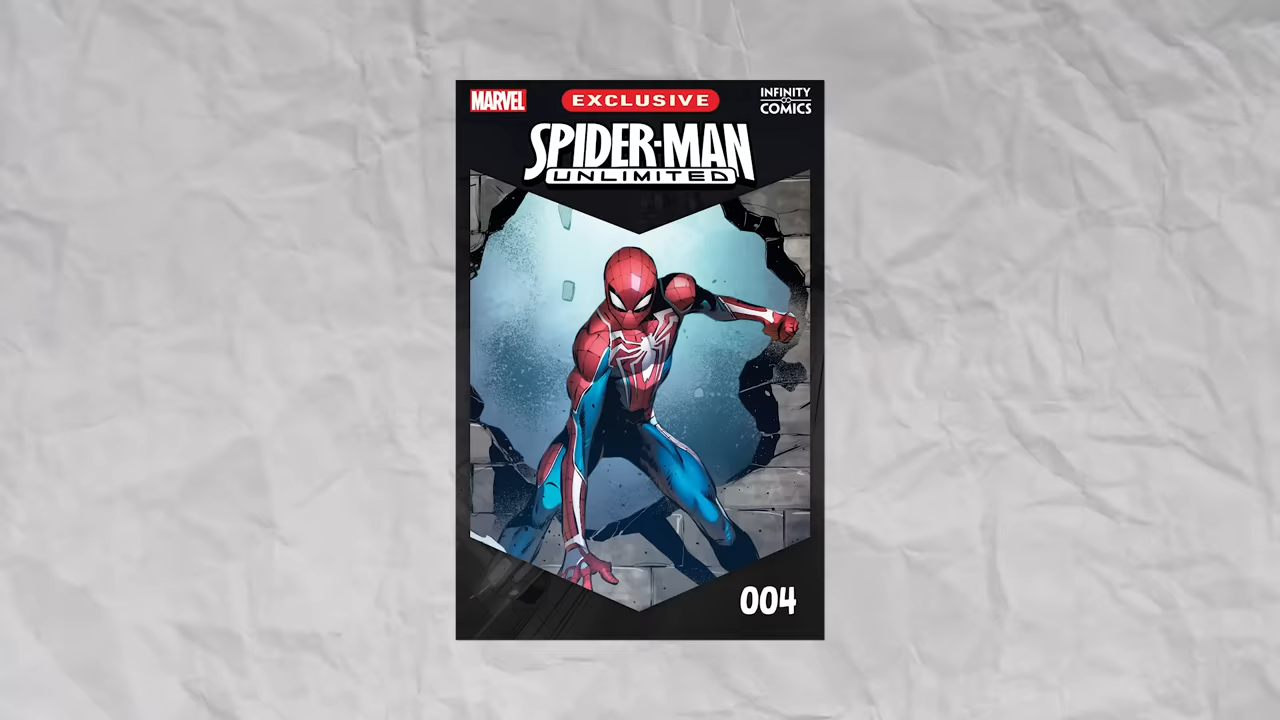 MARVEL
EXCLUSIVE
INFINITY
COMICS
SPIDER-MAN
UNLIMITED
004